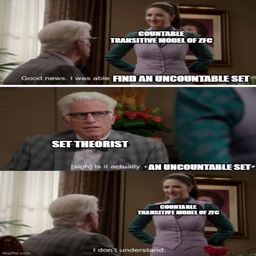 COUNTABLE
TRANSITIVE MODEL OF ZFC
Good news. I was able FIND AN UNCOUNTABLE SET
SET THEORIST
[sigh] Is it actually *AN UNCOUNTABLE SET*
COUNTABLE
TRANSITIVE MODEL OF ZFC
I don't understand.
imgflip.com